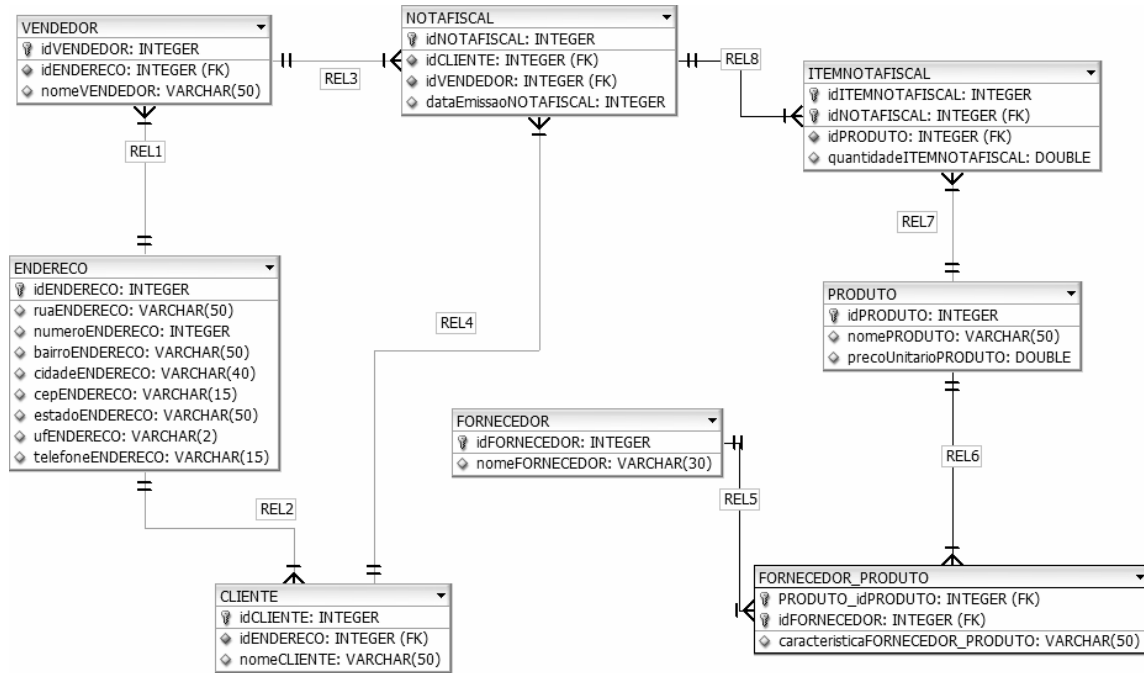 VENDEDOR
idVENDEDOR: INTEGER
idENDERECO: INTEGER (FK)
nomeVENDEDOR: VARCHAR(50)
REL3
NOTAFISCAL
idNOTAFISCAL: INTEGER
idCLIENTE: INTEGER (FK)
idVENDEDOR: INTEGER (FK)
dataEmissaoNOTAFISCAL: INTEGER
REL8
ITEMNOTAFISCAL
idITEMNOTAFISCAL: INTEGER
idNOTAFISCAL: INTEGER (FK)
idPRODUTO: INTEGER (FK)
quantidadeITEMNOTAFISCAL: DOUBLE
REL1
REL7
ENDERECO
idENDERECO: INTEGER
ruaENDERECO: VARCHAR(50)
numeroENDERECO: INTEGER
bairroENDERECO: VARCHAR(50)
cidadeENDERECO: VARCHAR(40)
cepENDERECO: VARCHAR(15)
estadoENDERECO: VARCHAR(50)
ufENDERECO: VARCHAR(2)
telefoneENDERECO: VARCHAR(15)
REL4
PRODUTO
idPRODUTO: INTEGER
nomePRODUTO: VARCHAR(50)
precoUnitarioPRODUTO: DOUBLE
FORNECEDOR
idFORNECEDOR: INTEGER
nomeFORNECEDOR: VARCHAR(30)
REL6
REL5
REL2
CLIENTE
idCLIENTE: INTEGER
idENDERECO: INTEGER (FK)
nomeCLIENTE: VARCHAR(50)
FORNECEDOR_PRODUTO
PRODUTO_idPRODUTO: INTEGER (FK)
idFORNECEDOR: INTEGER (FK)
caracteristicaFORNECEDOR_PRODUTO: VARCHAR(50)